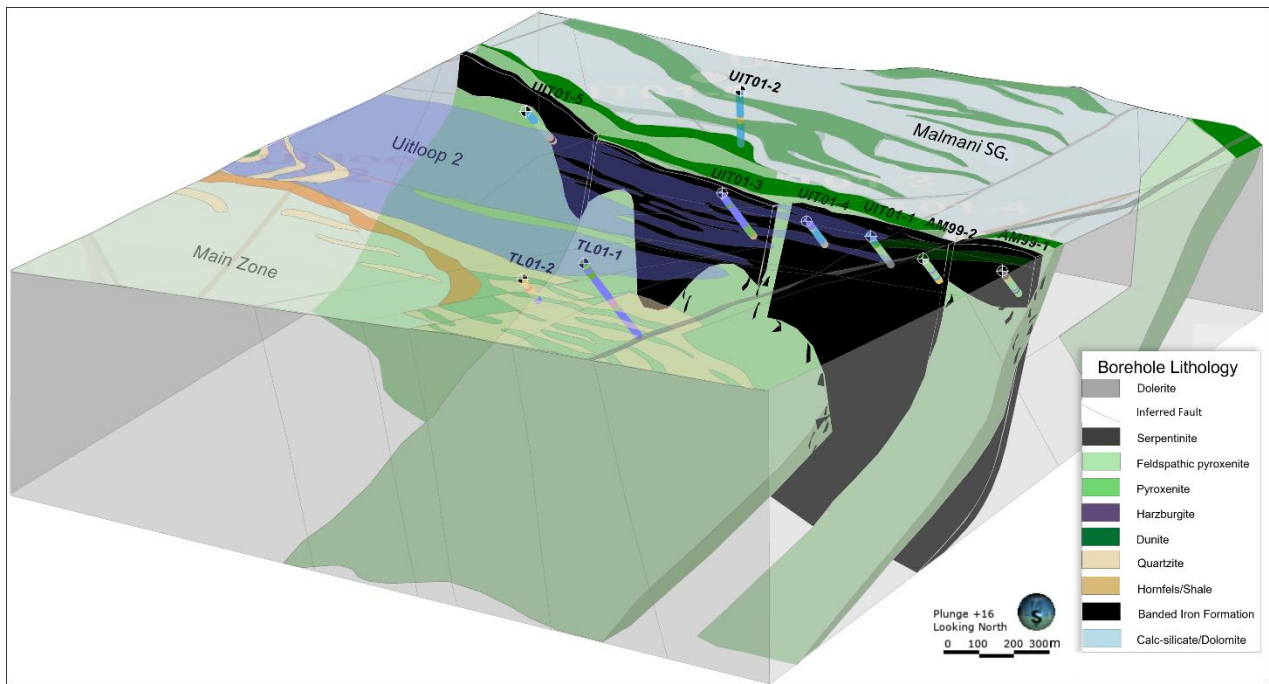 UIT01-2
UIT01-5
Malmani SG.
Uitloop 2
UIT01-3
UIT01-4
UIT01-1
AM99-2
AM99-1
TL01-1
TL01-2
Main Zone
Borehole Lithology
Dolerite
Inferred Fault
Serpentinite
Feldspathic pyroxenite
Pyroxenite
Harzburgite
Dunite
Quartzite
Hornfels/Shale
Banded Iron Formation
Calc-silicate/Dolomite
Plunge +16
Looking North
S
0 100 200 300m